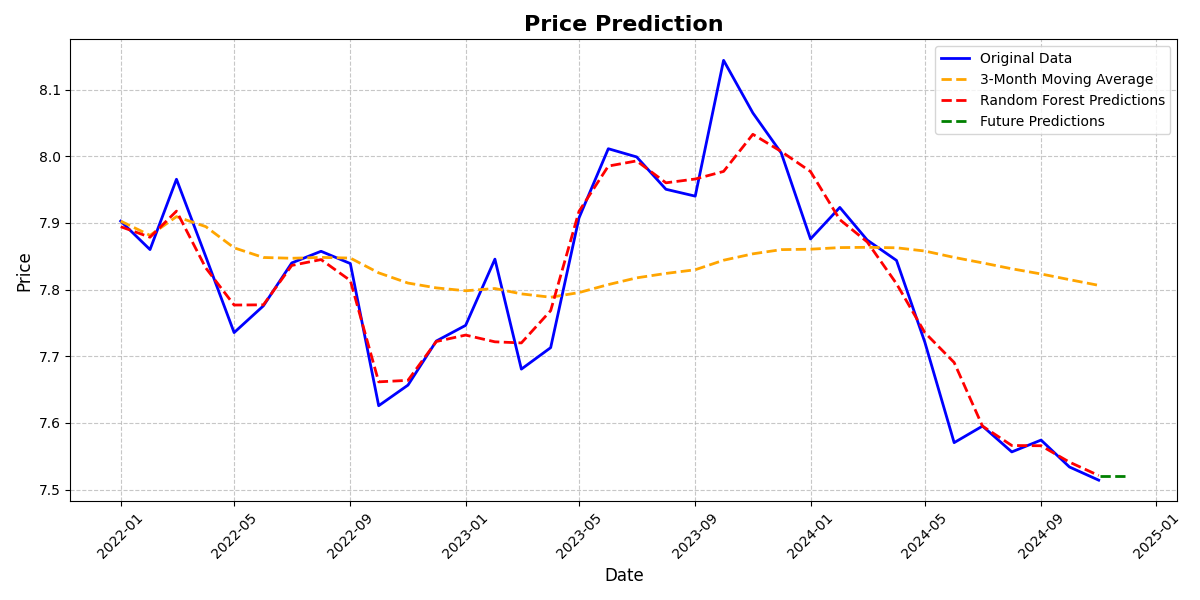 Price Prediction
Original Data
3-Month Moving Average
Random Forest Predictions
Future Predictions
Price
8.1
8.0
7.9
7.8
7.7
7.6
7.5
2022-01
2022-05
2022-09
2023-01
2023-05
2023-09
2024-01
2024-05
2024-09
2025-01
Date